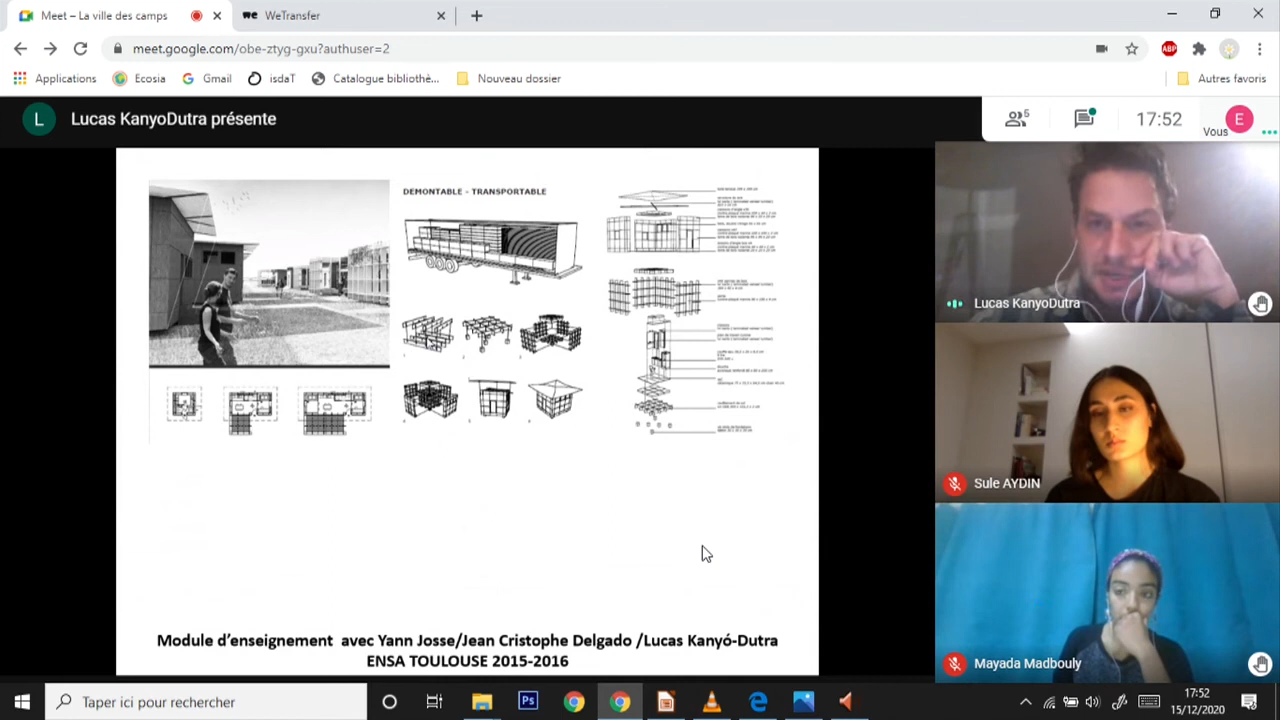 Meet – La ville des camps
WeTransfer
meet.google.com/obe-ztyg-gxu?authuser=2
ABP
Applications
Ecosia
Gmail
isdaT
Catalogue bibliothè...
Nouveau dossier
Autres favoris
L
Lucas KanyoDutra présente
5
17:52
Vous
E
DEMONTABLE - TRANSPORTABLE
Lucas KanyoDutra
Sule AYDIN
Mayada Madbouly
Module d'enseignement avec Yann Josse/Jean Cristophe Delgado /Lucas Kanyó-Dutra
ENSA TOULOUSE 2015-2016
Taper ici pour rechercher
Ps
17:52
15/12/2020